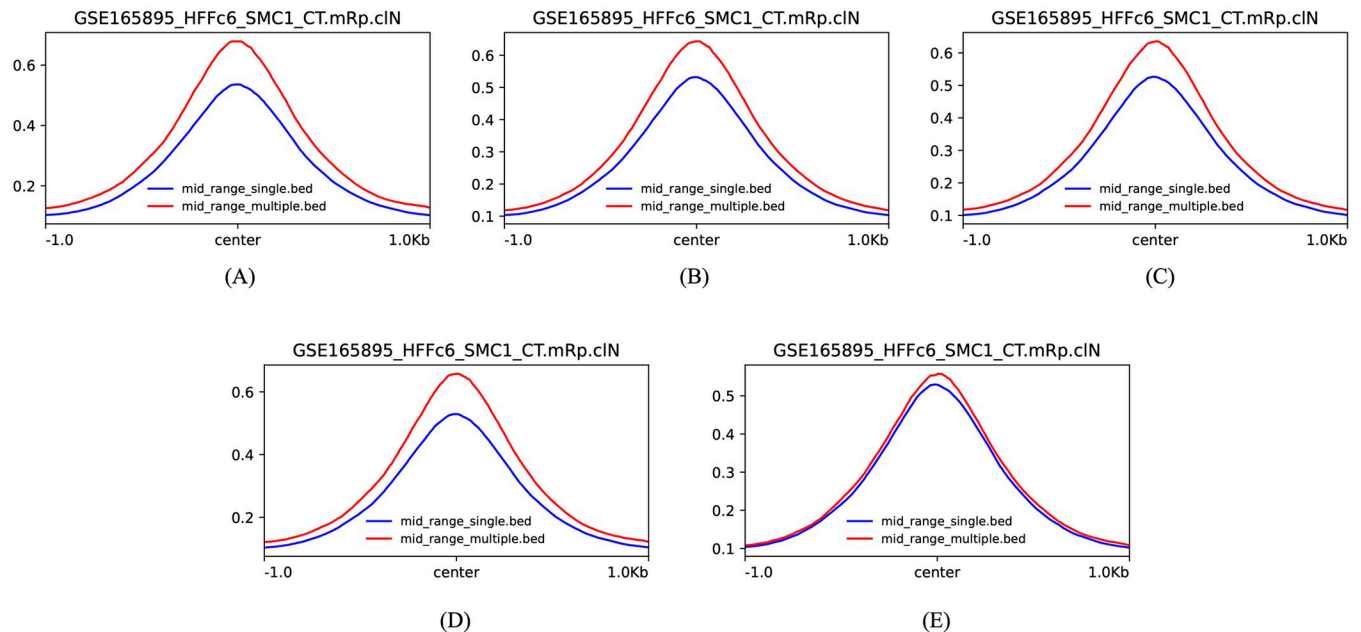 GSE165895_HFFc6_SMC1_CT.mRp.clN
0.6
0.4
0.2
mid_range_single.bed
mid_range_multiple.bed
-1.0 center 1.0Kb
(A)
GSE165895_HFFc6_SMC1_CT.mRp.clN
0.6
0.5
0.4
0.3
0.2
0.1
mid_range_single.bed
mid_range_multiple.bed
-1.0 center 1.0Kb
(B)
GSE165895_HFFc6_SMC1_CT.mRp.clN
0.6
0.5
0.4
0.3
0.2
0.1
mid_range_single.bed
mid_range_multiple.bed
-1.0 center 1.0Kb
(C)
GSE165895_HFFc6_SMC1_CT.mRp.clN
0.6
0.4
0.2
mid_range_single.bed
mid_range_multiple.bed
-1.0 center 1.0Kb
(D)
GSE165895_HFFc6_SMC1_CT.mRp.clN
0.5
0.4
0.3
0.2
0.1
mid_range_single.bed
mid_range_multiple.bed
-1.0 center 1.0Kb
(E)